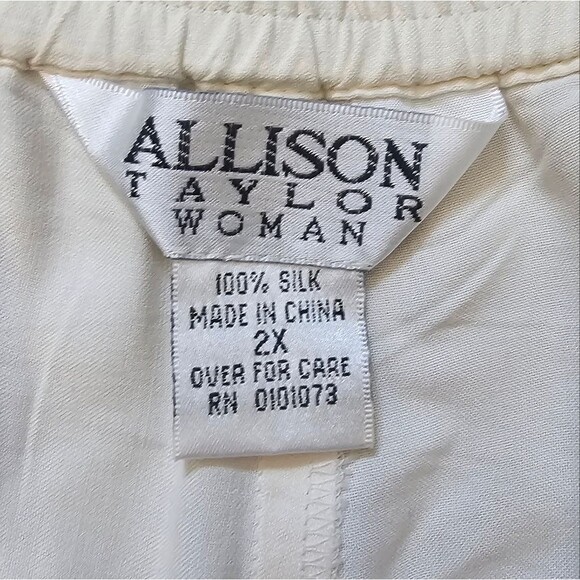 ALLISON
TAYLOR
WOMAN
100% SILK
MADE IN CHINA
2X
OVER FOR CARE
RN 0101073